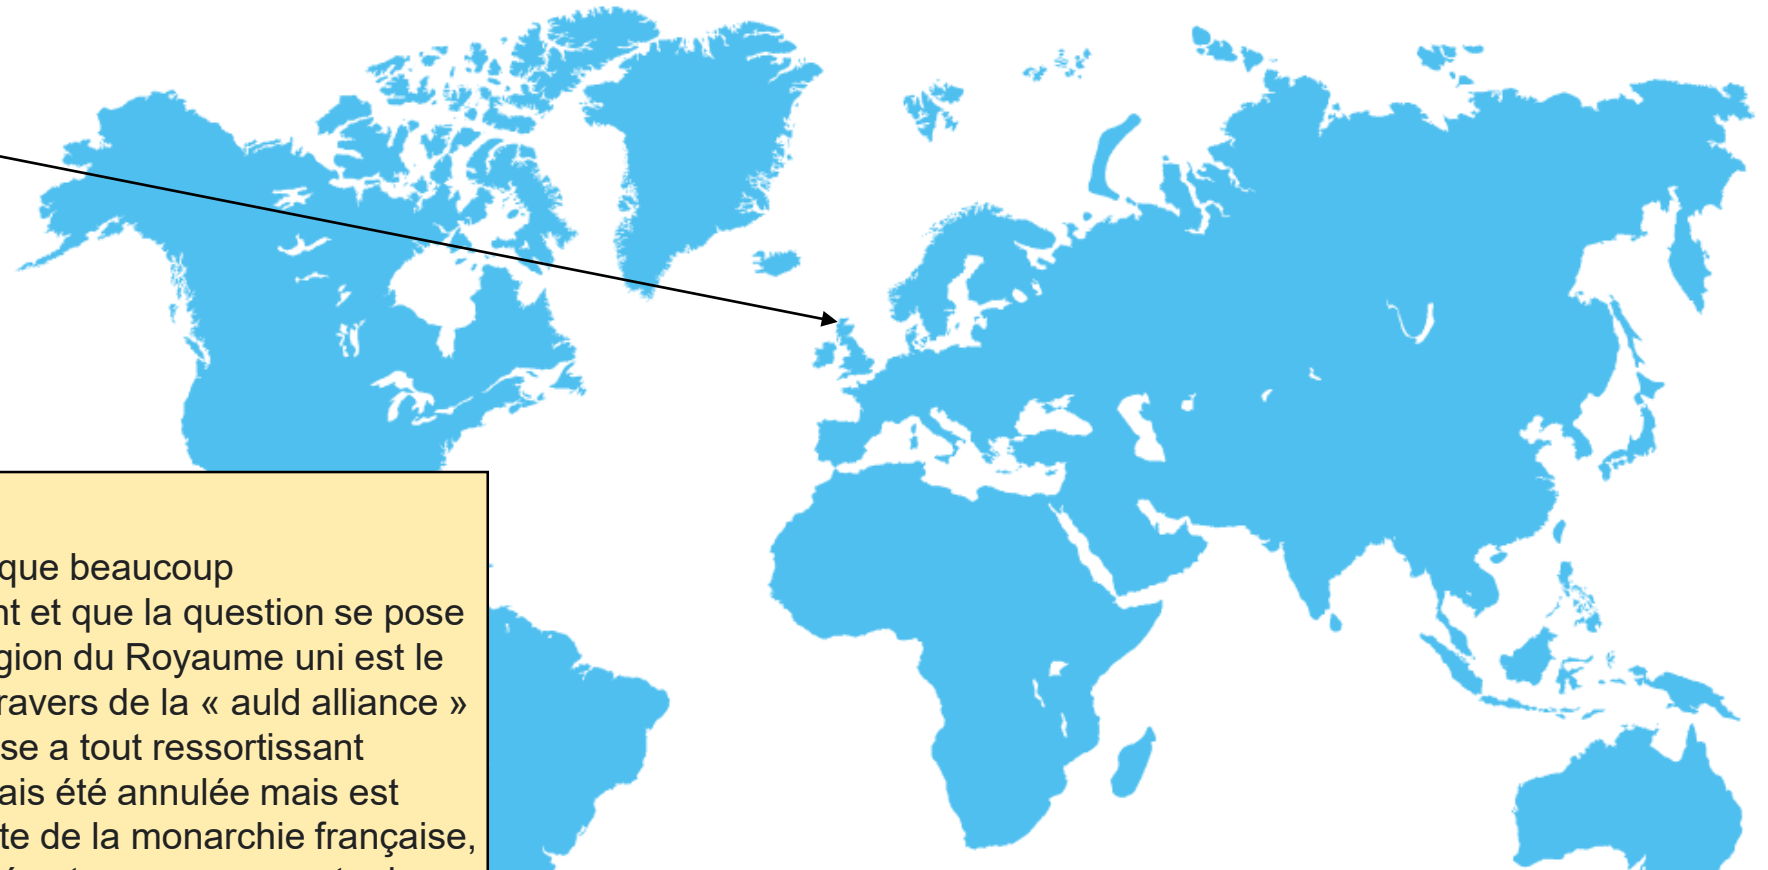 que beaucoup
nt et que la question se pose
gion du Royaume uni est le
ravers de la « auld alliance »
se a tout ressortissant
ais été annulée mais est
te de la monarchie française,